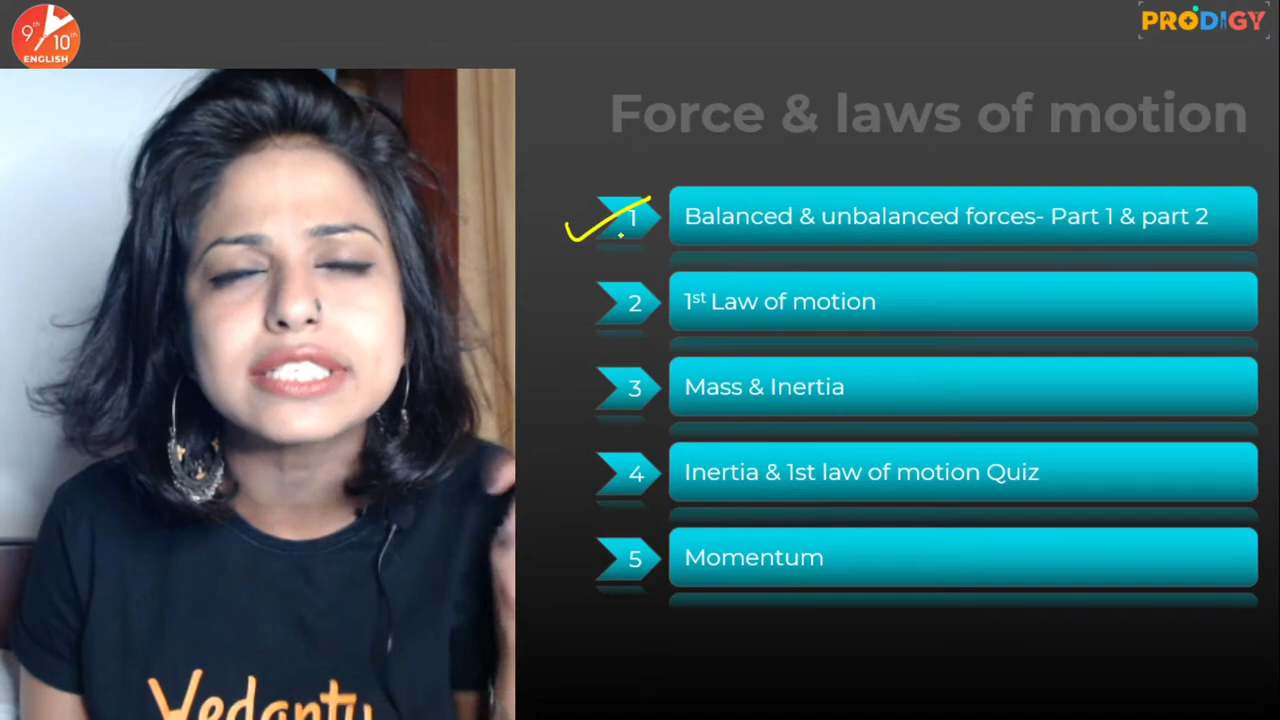 9th 10th
ENGLISH
PRODIGY
Force & laws of motion
1 Balanced & unbalanced forces- Part 1 & part 2
2 1st Law of motion
3 Mass & Inertia
4 Inertia & 1st law of motion Quiz
5 Momentum
Vedantu